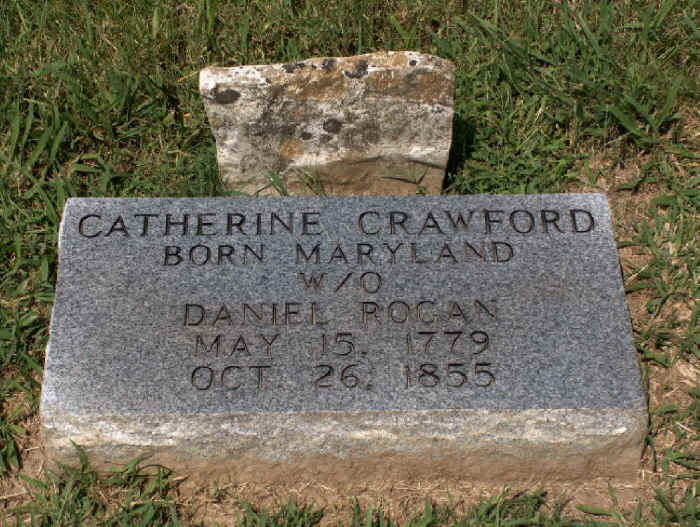 CATHERINE CRAWFORD
BORN MARYLAND
W/O
DANIEL ROGAN
MAY 15, 1779
OCT. 26, 1855